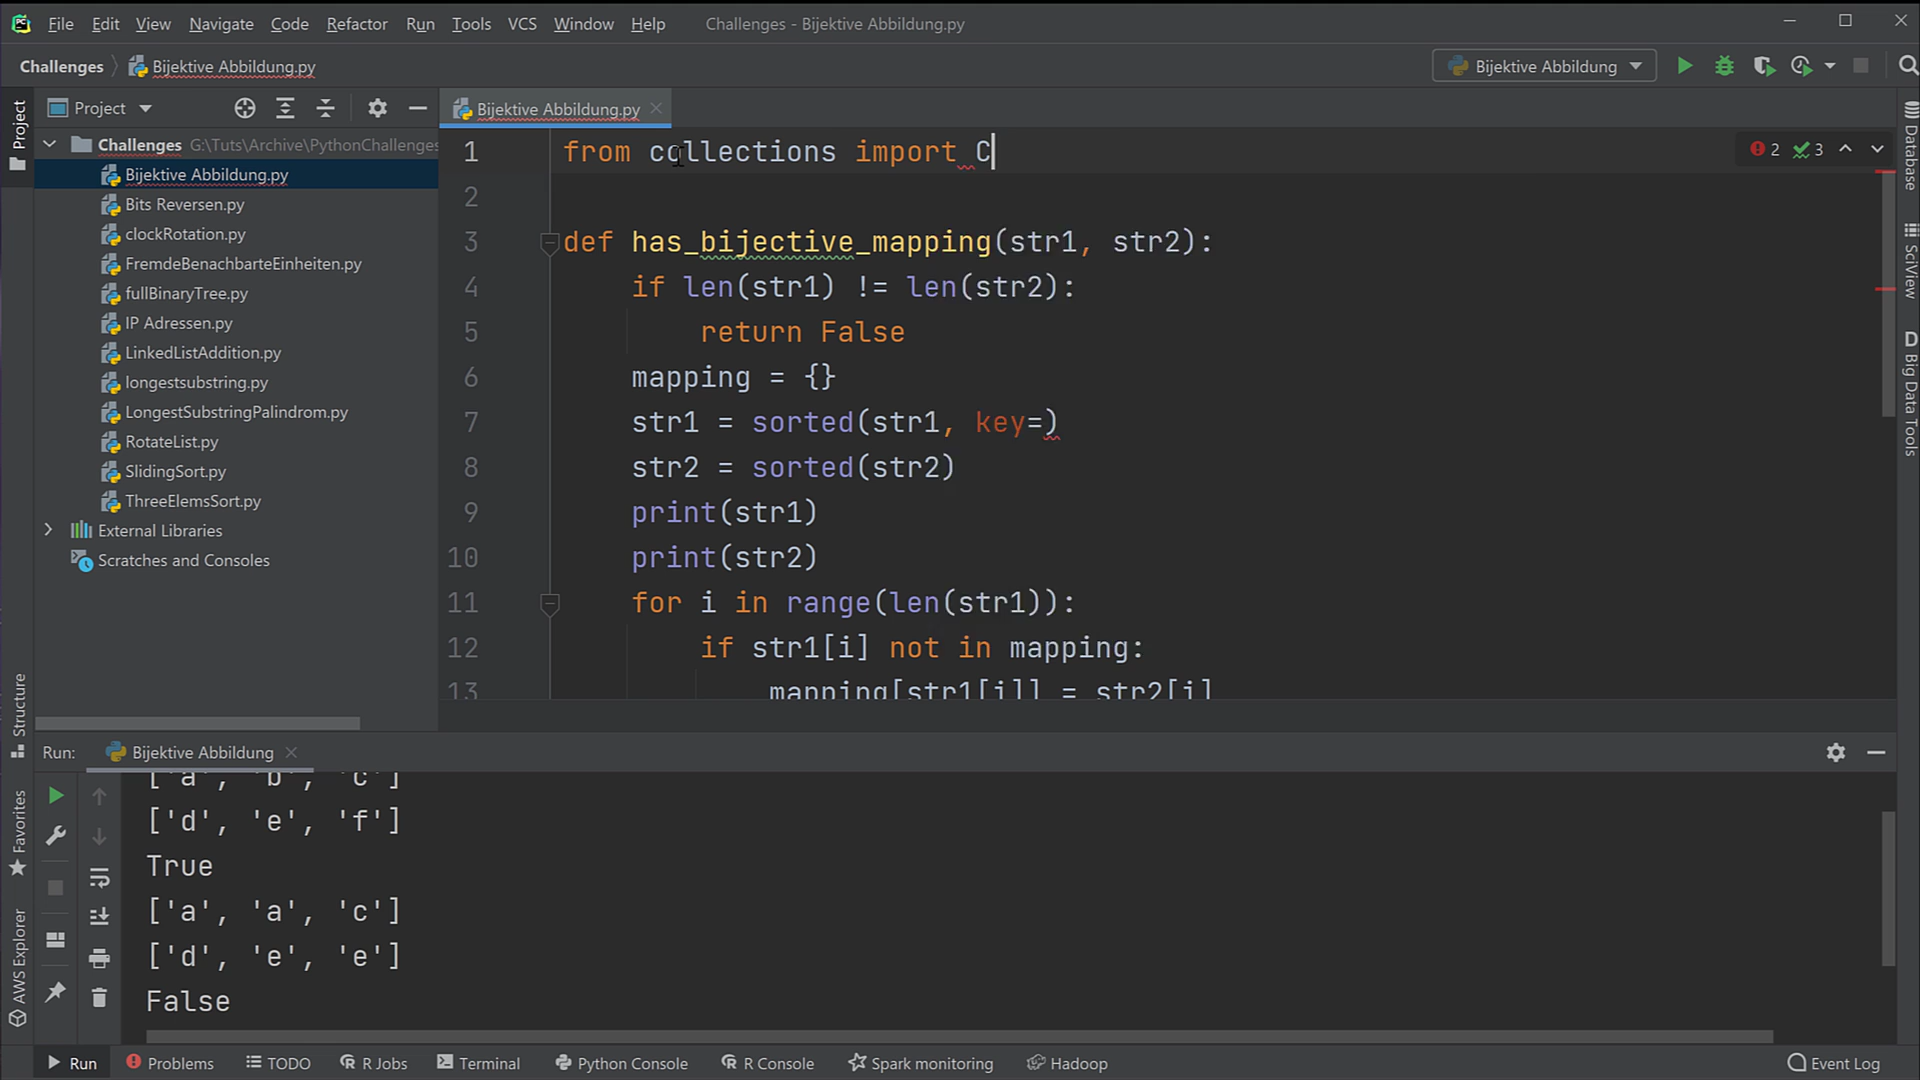 File Edit View Navigate Code Refactor Run Tools VCS Window Help Challenges - Bijektive Abbildung.py
Challenges Bijektive Abbildung.py Bijektive Abbildung
Project
Project
Bijektive Abbildung.py
Challenges G:\Tuts\Archive\PythonChallenges
Bijektive Abbildung.py
Bits Reversen.py
clockRotation.py
FremdeBenachbarteEinheiten.py
fullBinaryTree.py
IP Adressen.py
LinkedListAddition.py
longestsubstring.py
LongestSubstringPalindrom.py
RotateList.py
SlidingSort.py
ThreeElemsSort.py
External Libraries
Scratches and Consoles
1 from collections import C
2 3
2
3 def has_bijective_mapping(str1, str2):
4 if len(str1) != len(str2):
5 return False
6 mapping = {}
7 str1 = sorted(str1, key=)
8 str2 = sorted(str2)
9 print(str1)
10 print(str2)
11 for i in range(len(str1)):
12 if str1[i] not in mapping:
13 mapping[str1[i]] = str2[i]
Database
SciView
D Big Data Tools
Structure
Favorites
AWS Explorer
Run: Bijektive Abbildung
['a', 'b', 'c']
['d', 'e', 'f']
True
['a', 'a', 'c']
['d', 'e', 'e']
False
Run Problems TODO R Jobs Terminal Python Console R Console Spark monitoring Hadoop Event Log